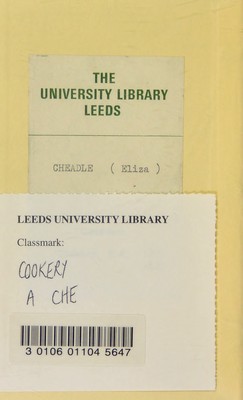 THE
UNIVERSITY LIBRARY
LEEDS
CHEADLE ( Eliza )
LEEDS UNIVERSITY LIBRARY
Classmark:
COOKERY
A CHE
3 0106 01104 5647